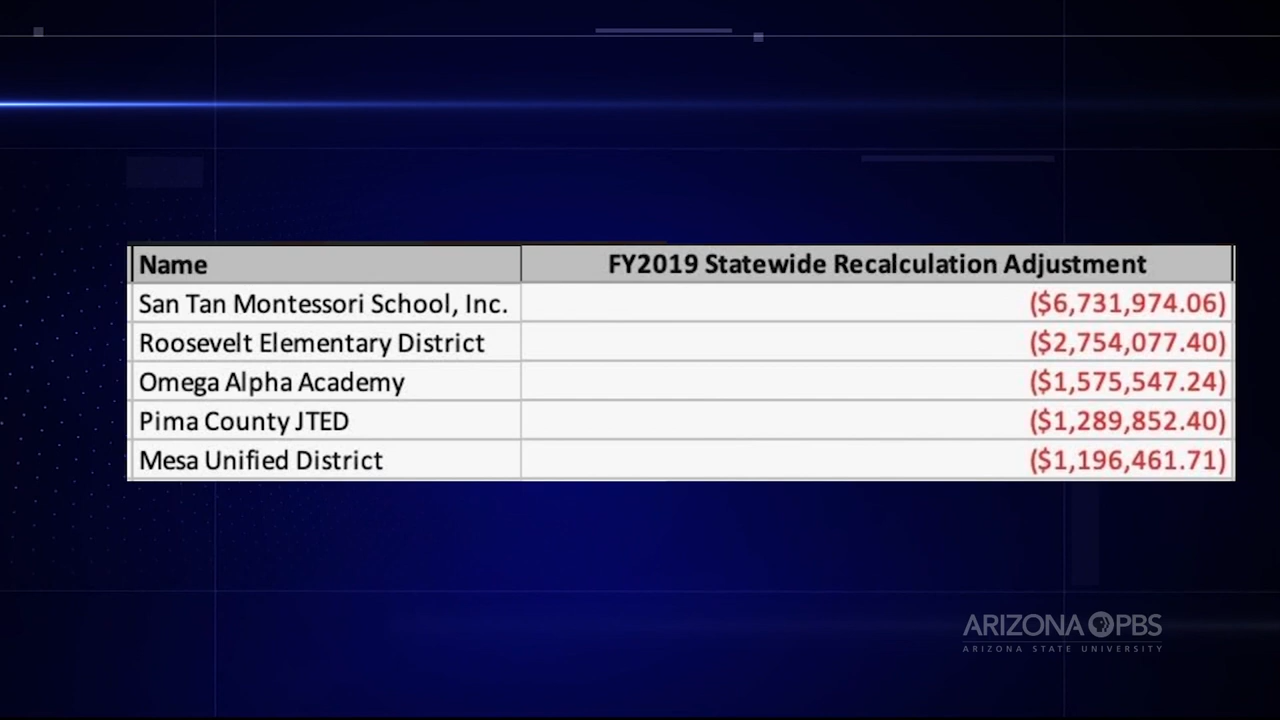 Name FY2019 Statewide Recalculation Adjustment
San Tan Montessori School, Inc. ($6,731,974.06)
Roosevelt Elementary District ($2,754,077.40)
Omega Alpha Academy ($1,575,547.24)
Pima County JTED ($1,289,852.40)
Mesa Unified District ($1,196,461.71)
ARIZONA PBS
ARIZONA STATE UNIVERSITY